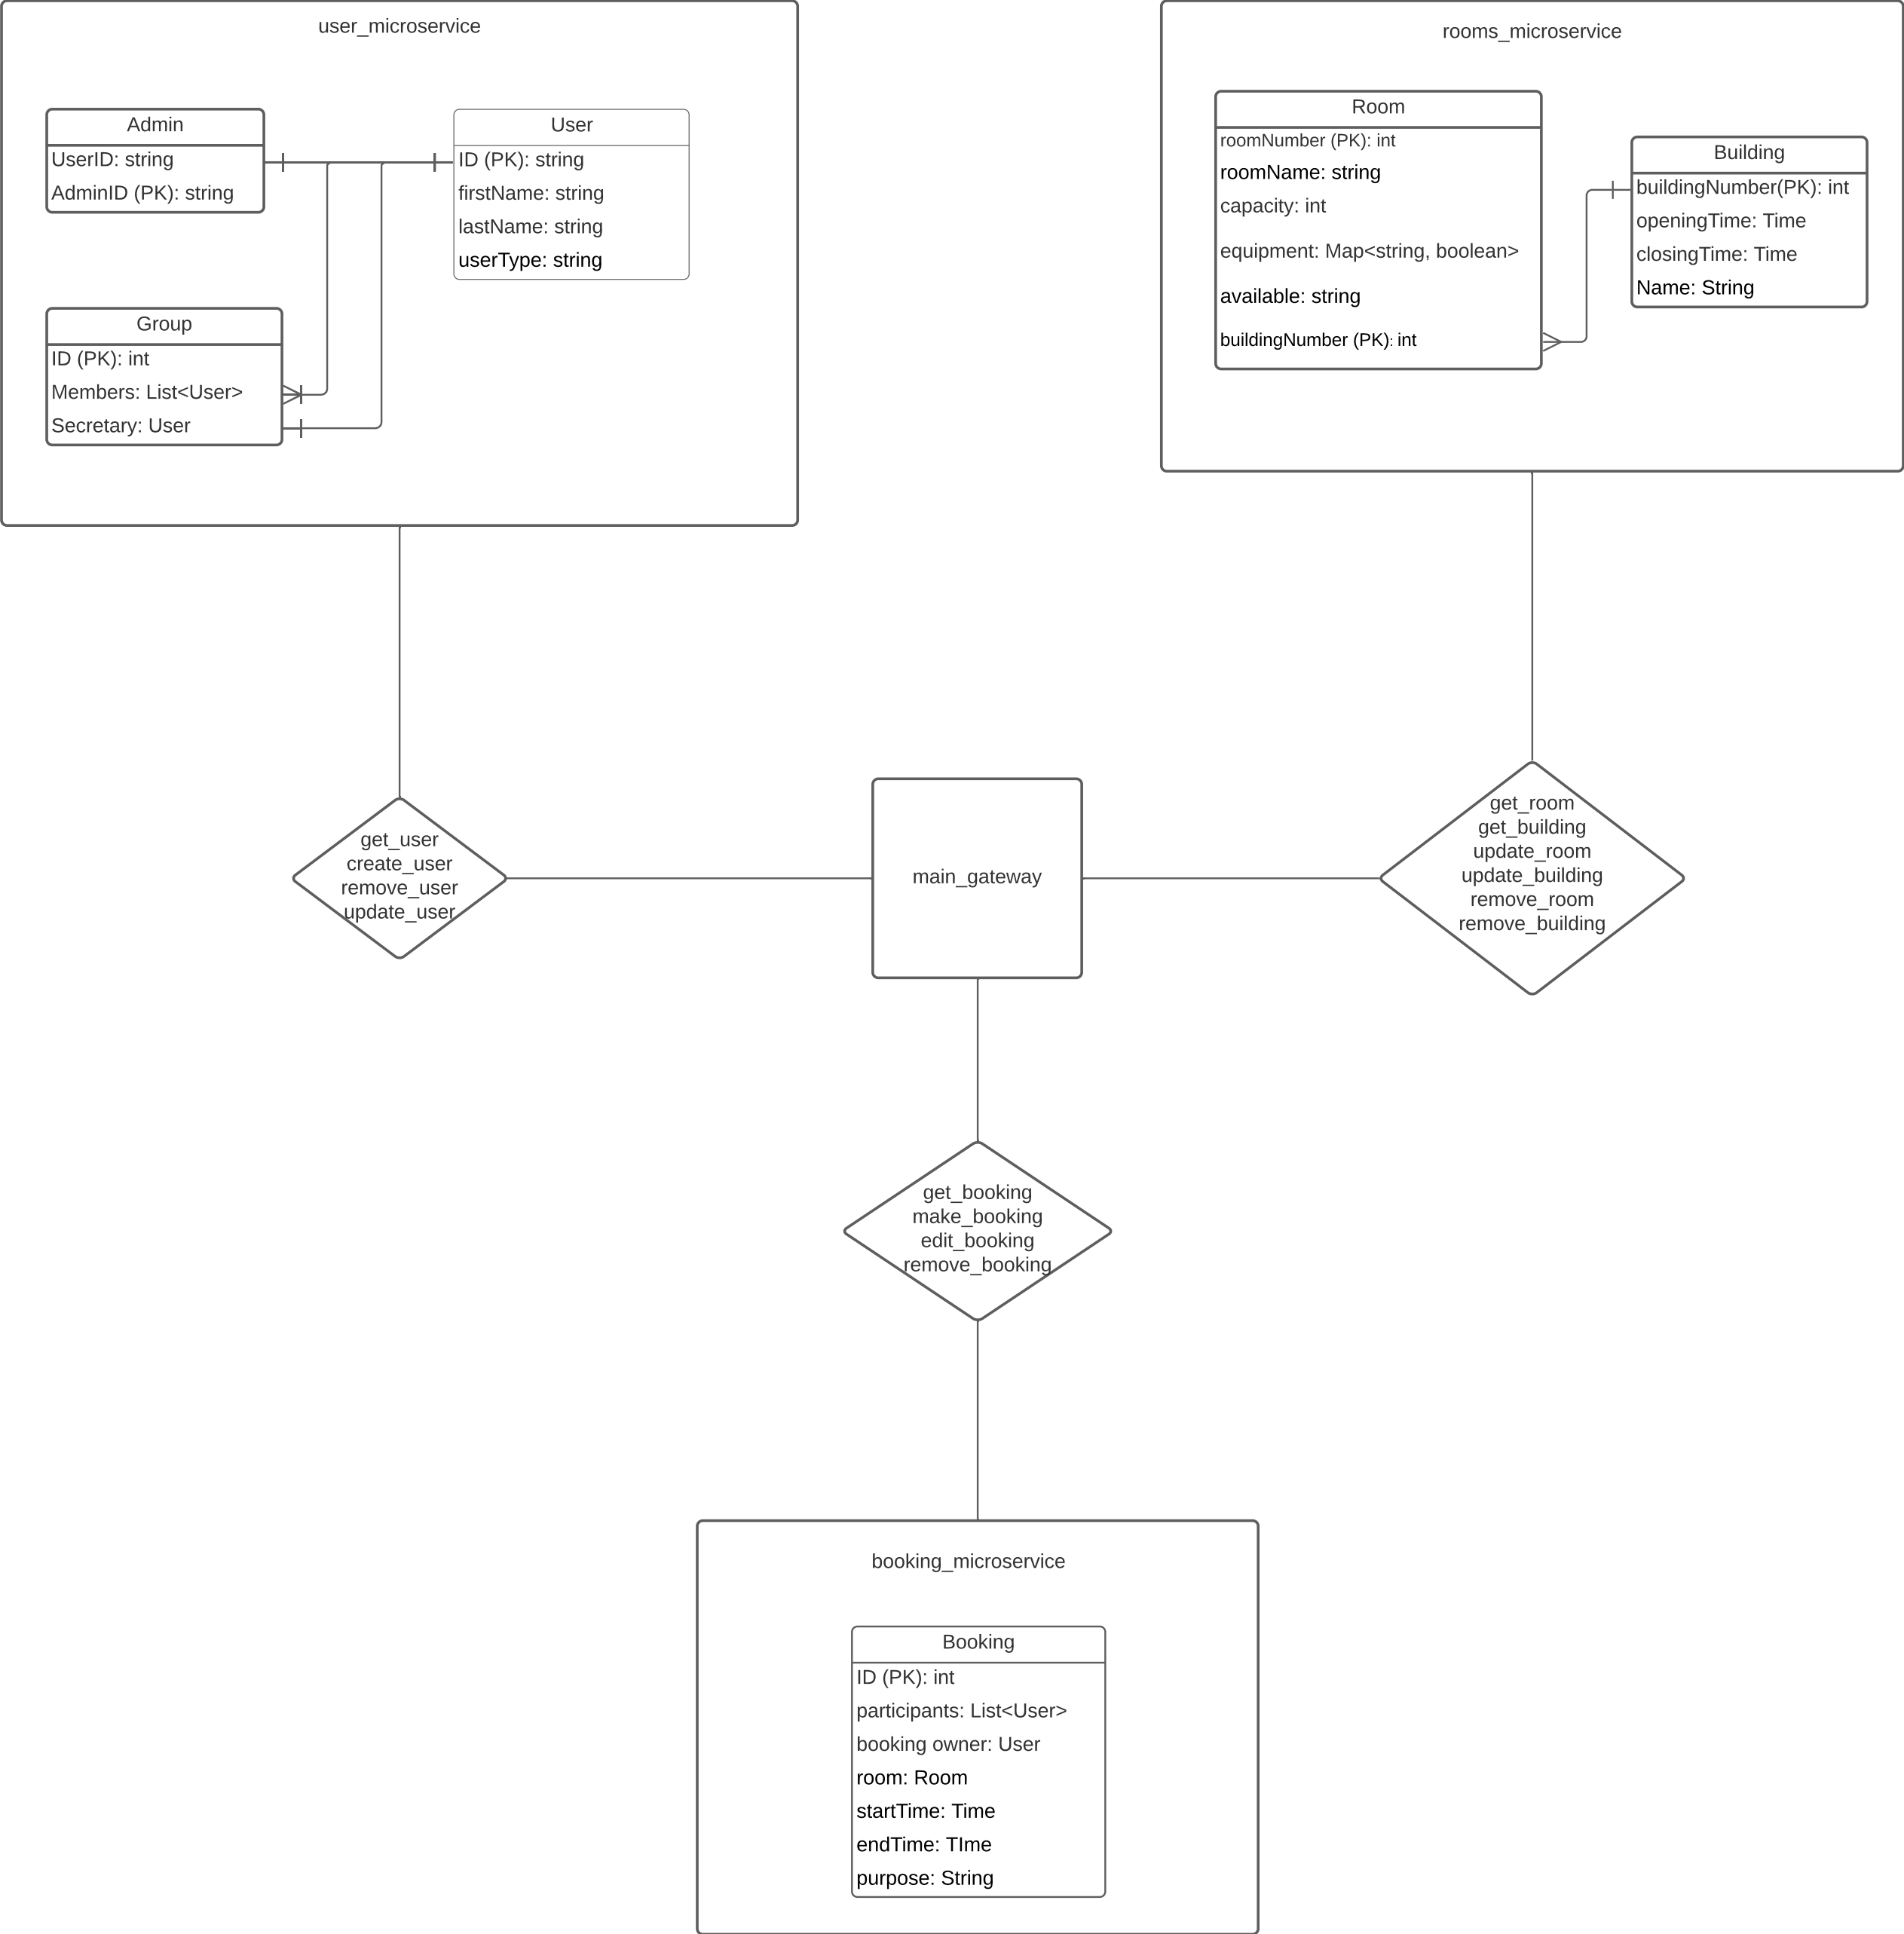 user_microservice
Admin
UserID: string
AdminID (PK): string
User
ID (PK): string
firstName: string
lastName: string
userType: string
Group
ID (PK): int
Members: List<User>
Secretary: User
rooms_microservice
Room
roomNumber (PK): int
roomName: string
capacity: int
equipment: Map<string, boolean>
available: string
buildingNumber (PK): int
Building
buildingNumber(PK): int
openingTime: Time
closingTime: Time
Name: String
get_user
create_user
remove_user
update_user
main_gateway
get_room
get_building
update_room
update_building
remove_room
remove_building
get_booking
make_booking
edit_booking
remove_booking
booking_microservice
Booking
ID (PK): int
participants: List<User>
booking owner: User
room: Room
startTime: Time
endTime: TIme
purpose: String